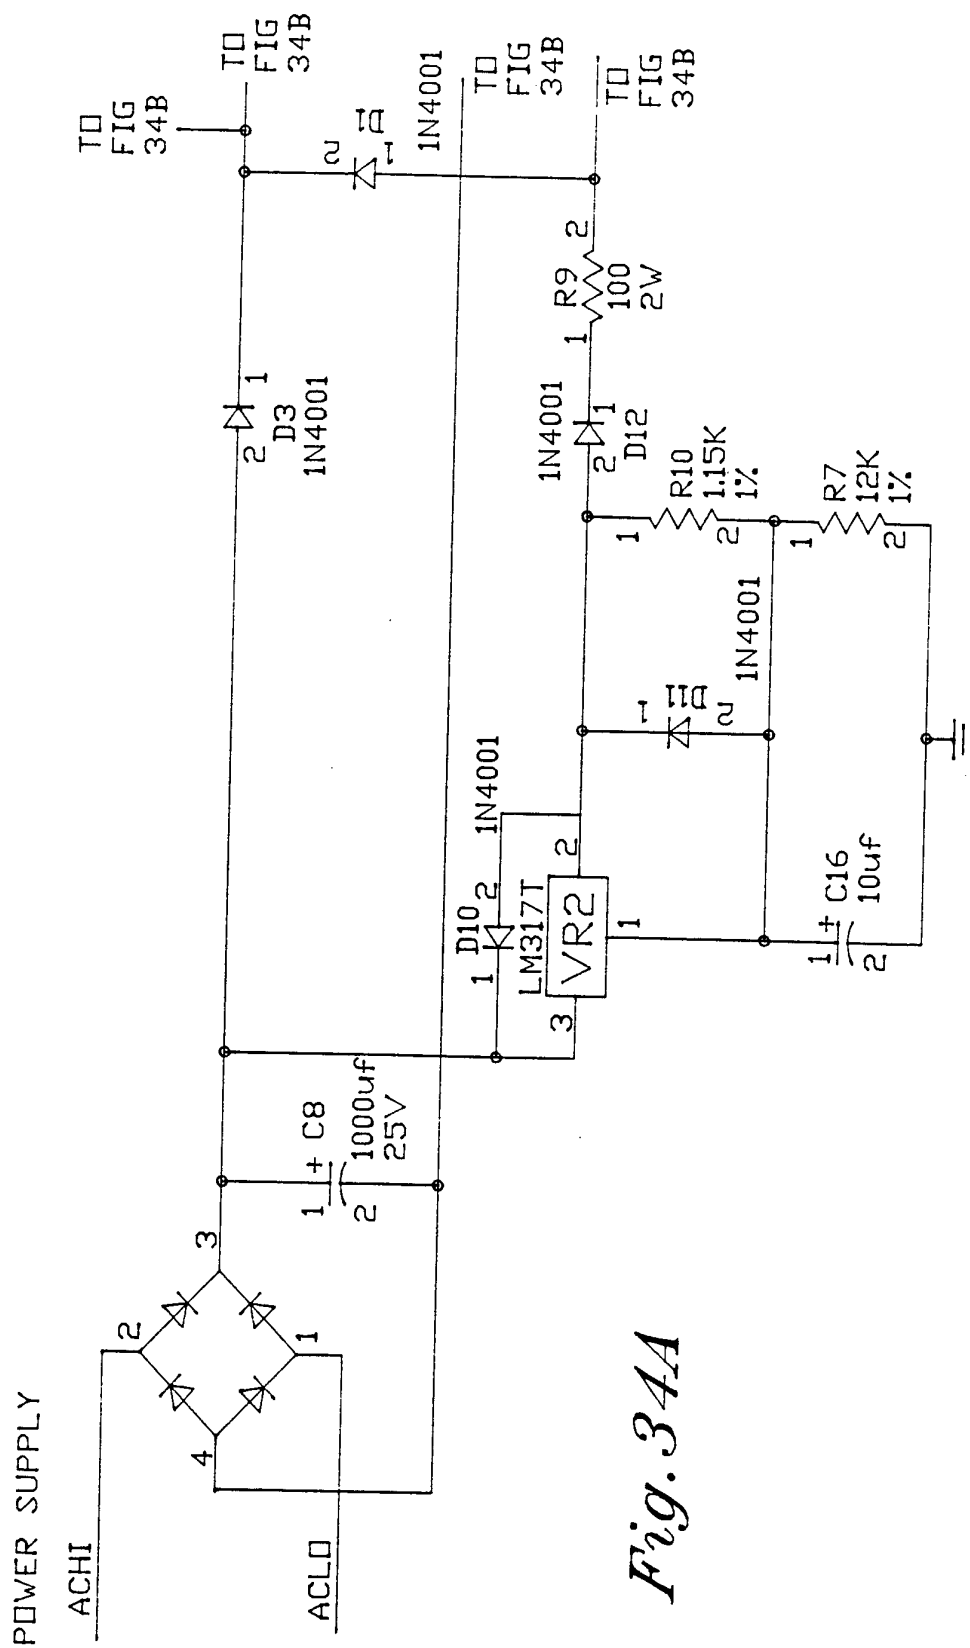 POWER SUPPLY
ACHI
ACLO
2
3
4
1
1
+
C8
2
1000uf
25V
2
D3
1
1N4001
TO
FIG
34B
TO
FIG
34B
2
D1
1
1N4001
TO
FIG
34B
TO
FIG
34B
D10
1
2
1N4001
LM317T
3
VR2
2
1
1
D11
2
1N4001
1N4001
2
1
D12
R9
1
2
100
2W
1
R10
1.15K
1%
2
1
R7
12K
1%
2
1
+
C16
10uf
2
Fig. 34A